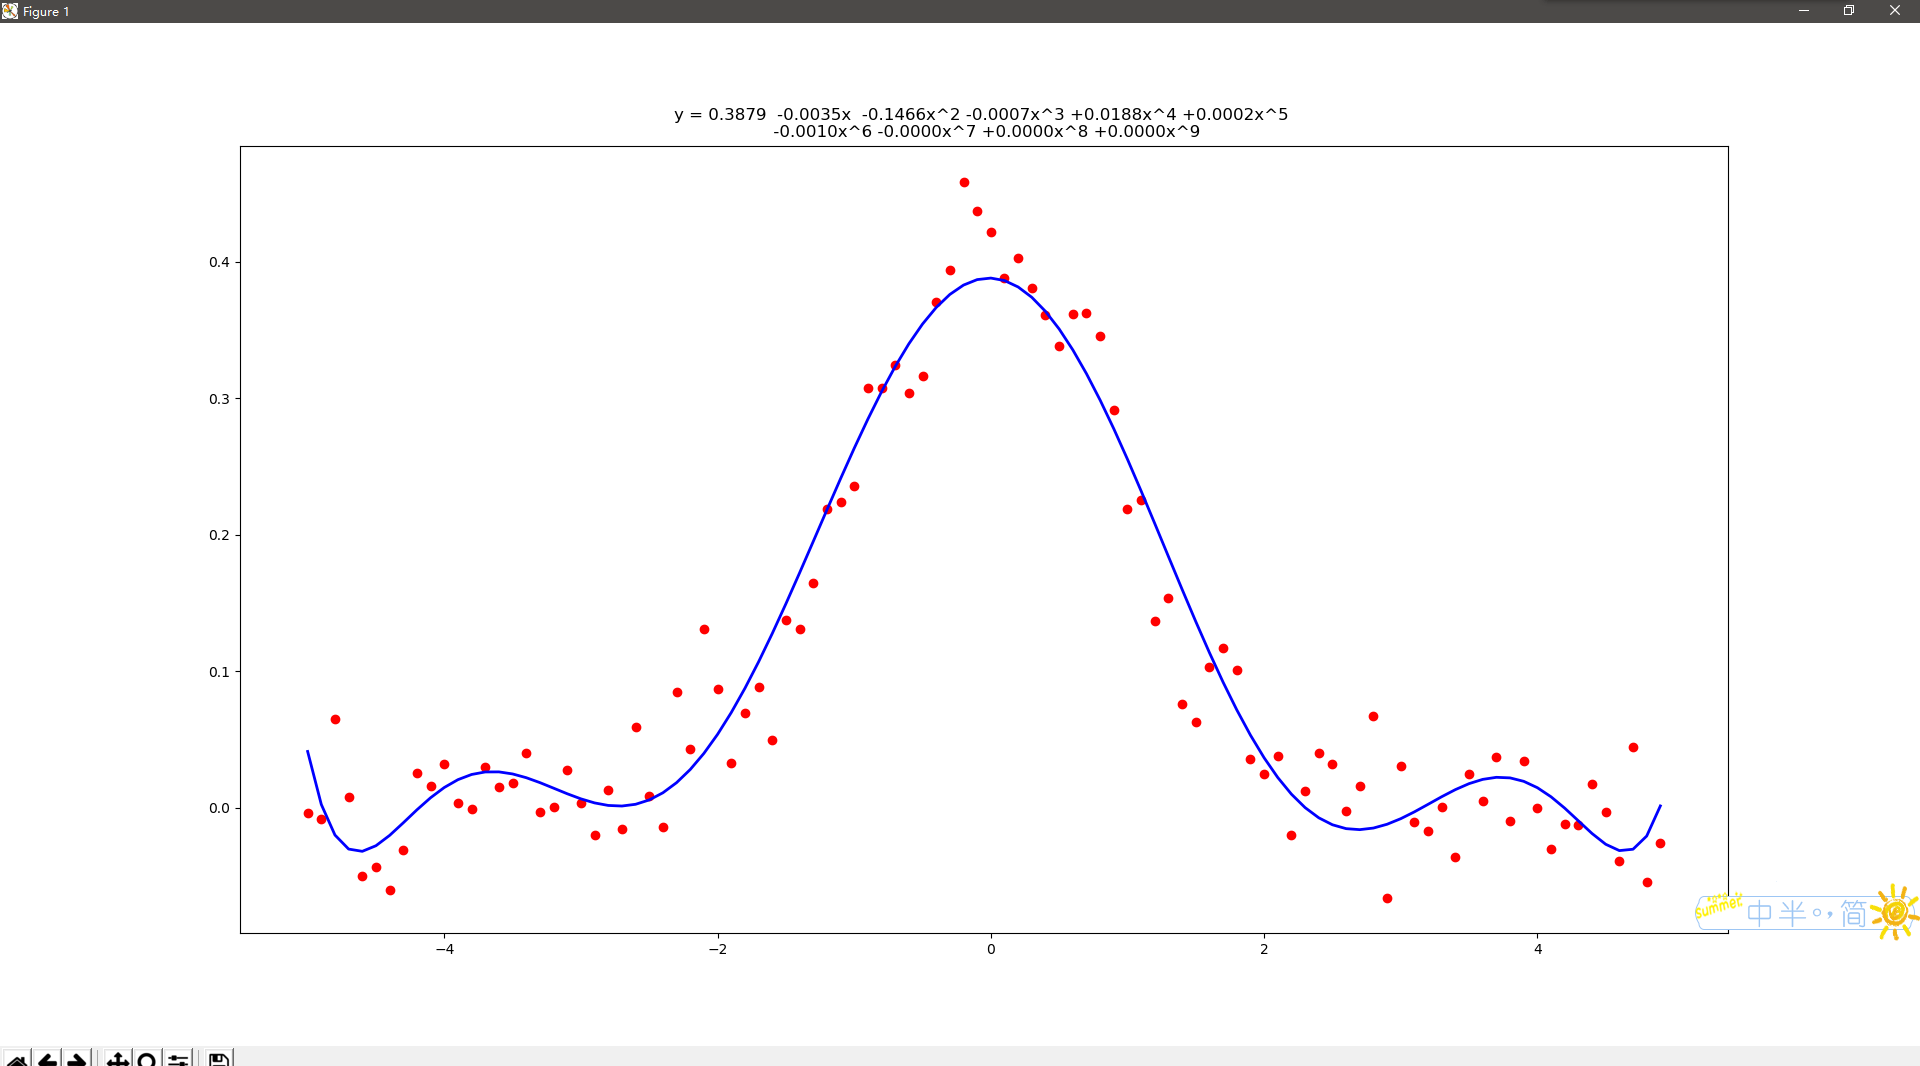 Figure 1
y = 0.3879  -0.0035x  -0.1466x^2 -0.0007x^3 +0.0188x^4 +0.0002x^5
-0.0010x^6 -0.0000x^7 +0.0000x^8 +0.0000x^9
0.4
0.3
0.2
0.1
0.0
−4
−2
0
2
4
summer
中 半 。, 简